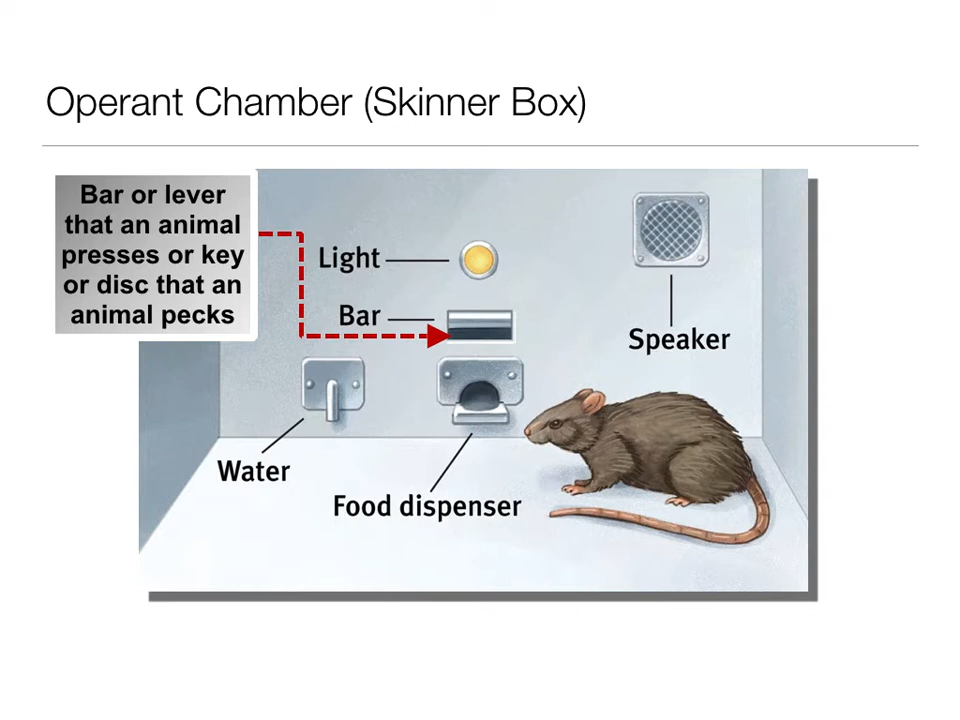 Operant Chamber (Skinner Box)
Bar or lever
that an animal
presses or key
or disc that an
animal pecks
Light
Bar
Speaker
Water
Food dispenser